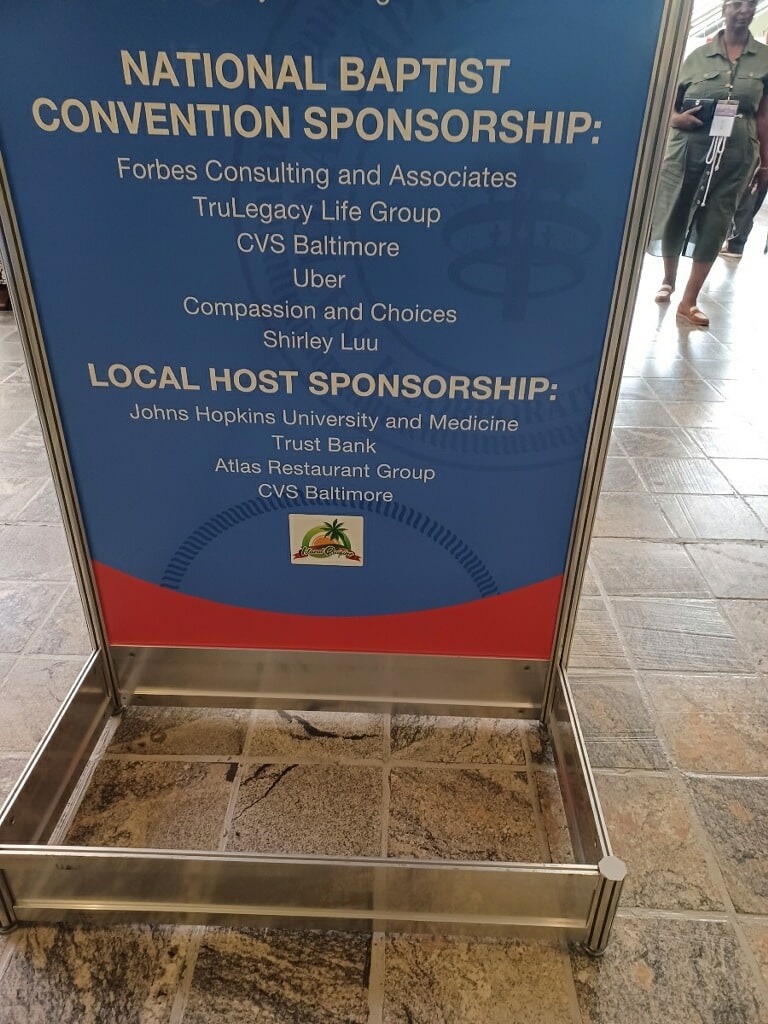 NATIONAL BAPTIST
CONVENTION SPONSORSHIP:
Forbes Consulting and Associates
TruLegacy Life Group
CVS Baltimore
Uber
Compassion and Choices
Shirley Luu
LOCAL HOST SPONSORSHIP:
Johns Hopkins University and Medicine
Trust Bank
Atlas Restaurant Group
CVS Baltimore